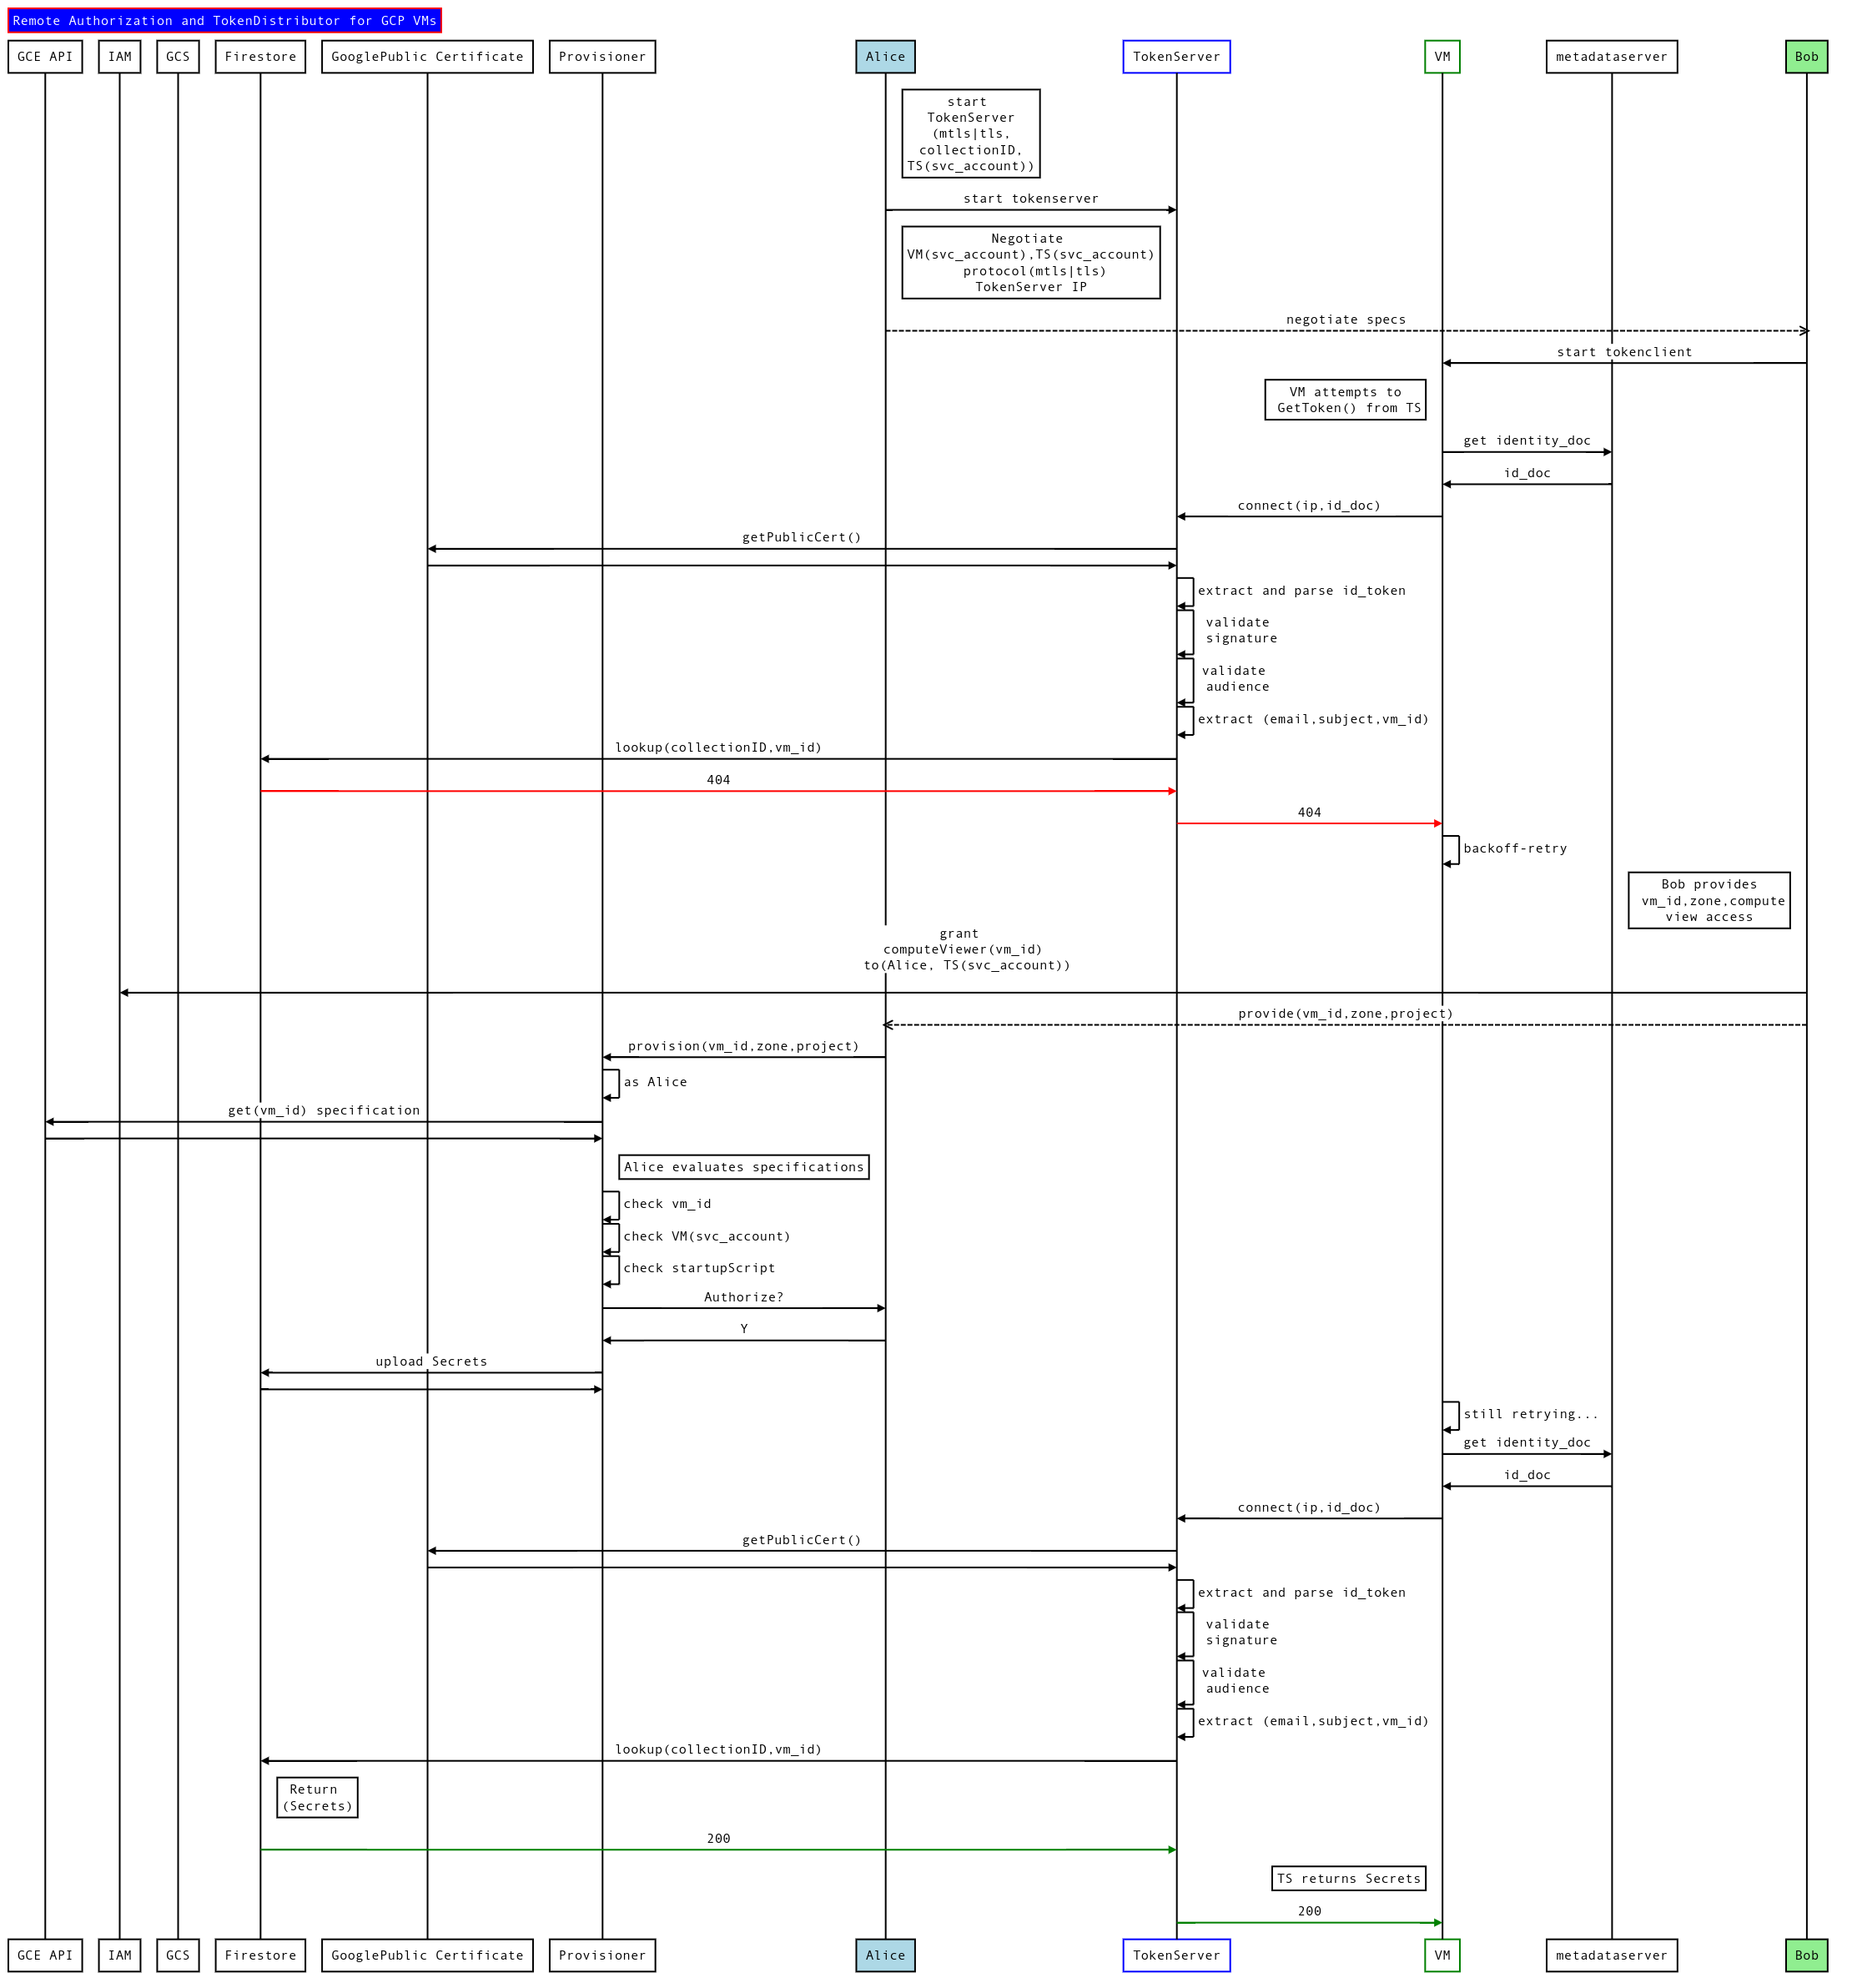 Remote Authorization and TokenDistributor for GCP VMs
GCE API
IAM
GCS
Firestore
GooglePublic Certificate
Provisioner
Alice
TokenServer
VM
metadataserver
Bob
start
TokenServer
(mtls|tls,
collectionID,
TS(svc_account))
start tokenserver
Negotiate
VM(svc_account),TS(svc_account)
protocol(mtls|tls)
TokenServer IP
negotiate specs
start tokenclient
VM attempts to
GetToken() from TS
get identity_doc
id_doc
connect(ip,id_doc)
getPublicCert()
extract and parse id_token
validate
signature
validate
audience
extract (email,subject,vm_id)
lookup(collectionID,vm_id)
404
404
backoff-retry
Bob provides
vm_id,zone,compute
view access
grant
computeViewer(vm_id)
to(Alice, TS(svc_account))
provide(vm_id,zone,project)
provision(vm_id,zone,project)
as Alice
get(vm_id) specification
Alice evaluates specifications
check vm_id
check VM(svc_account)
check startupScript
Authorize?
Y
upload Secrets
still retrying...
get identity_doc
id_doc
connect(ip,id_doc)
getPublicCert()
extract and parse id_token
validate
signature
validate
audience
extract (email,subject,vm_id)
lookup(collectionID,vm_id)
Return
(Secrets)
200
TS returns Secrets
200
GCE API
IAM
GCS
Firestore
GooglePublic Certificate
Provisioner
Alice
TokenServer
VM
metadataserver
Bob